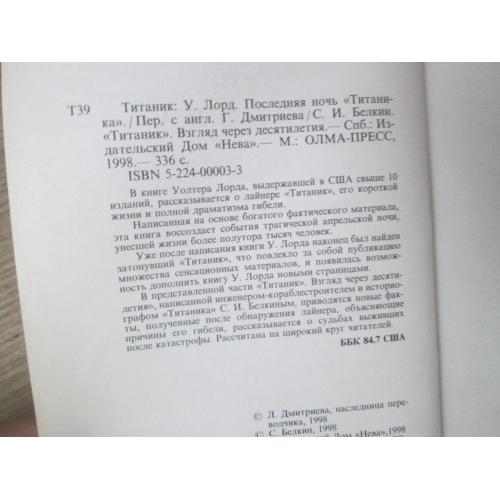 Т39
Титаник: У. Лорд. Последняя ночь «Титани-
ка»./Пер. с англ. Г. Дмитриева/С. И. Белкин.
«Титаник». Взгляд через десятилетия.— Спб.: Из-
дательский Дом «Нева».— М.: ОЛМА-ПРЕСС,
1998.— 336 с.
ISBN 5-224-00003-3
В книге Уолтера Лорда, выдержавшей в США свыше 10
изданий, рассказывается о лайнере «Титаник», его короткой
жизни и полной драматизма гибели.
Написанная на основе богатого фактического материала,
эта книга воссоздает события трагической апрельской ночи,
унесшей жизни более полутора тысяч человек.
Уже после написания книги У. Лорда наконец был найден
затонувший «Титаник», что повлекло за собой публикацию
множества сенсационных материалов, и появилась возмож-
ность дополнить книгу У. Лорда новыми страницами.
В представленной части «Титаник». Взгляд через десяти-
летия», написанной инженером-кораблестроителем и историо-
графом «Титаника» С. И. Белкиным, приводятся новые фак-
ты, полученные после обнаружения лайнера, объясняющие
причины его гибели, рассказывается о судьбах выживших
после катастрофы. Рассчитана на широкий круг читателей.
ББК 84.7 США
© Л. Дмитриева, наследница пере-
водчика, 1998
© С. Белкин, 1998
Дом «Нева»,1998